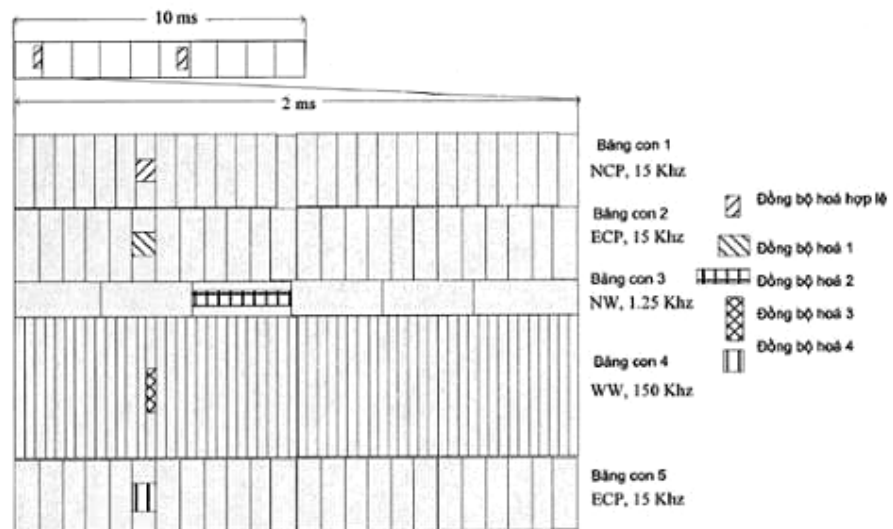 10 ms
2 ms
Băng con 1
NCP, 15 Khz
Băng con 2
ECP, 15 Khz
Băng con 3
NW, 1.25 Khz
Băng con 4
WW, 150 Khz
Băng con 5
ECP, 15 Khz
Đồng bộ hoá hợp lệ
Đồng bộ hoá 1
Đồng bộ hoá 2
Đồng bộ hoá 3
Đồng bộ hoá 4